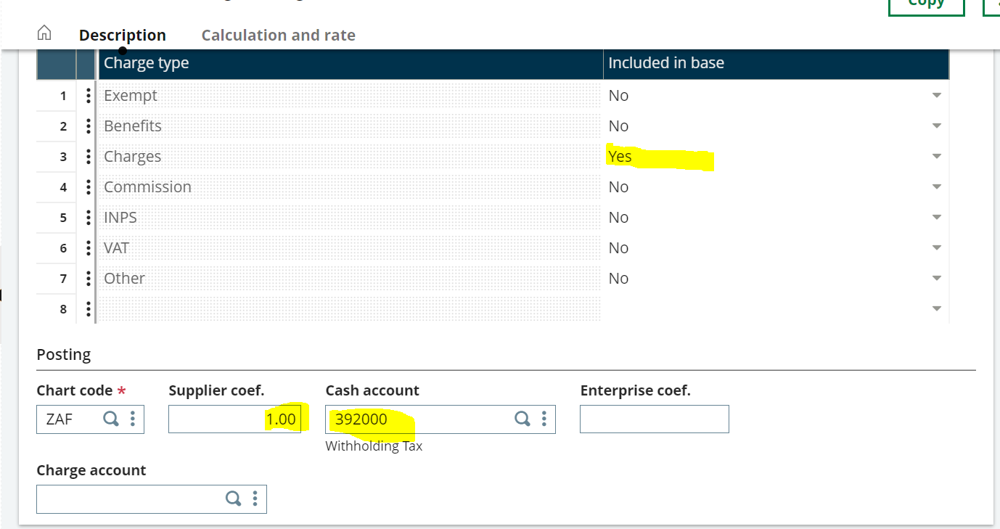 Copy
Description Calculation and rate
Charge type Included in base
1 Exempt No
2 Benefits No
3 Charges Yes
4 Commission No
5 INPS No
6 VAT No
7 Other No
8
Posting
Chart code * Supplier coef. Cash account Enterprise coef.
ZAF 1.00 392000
Withholding Tax
Charge account